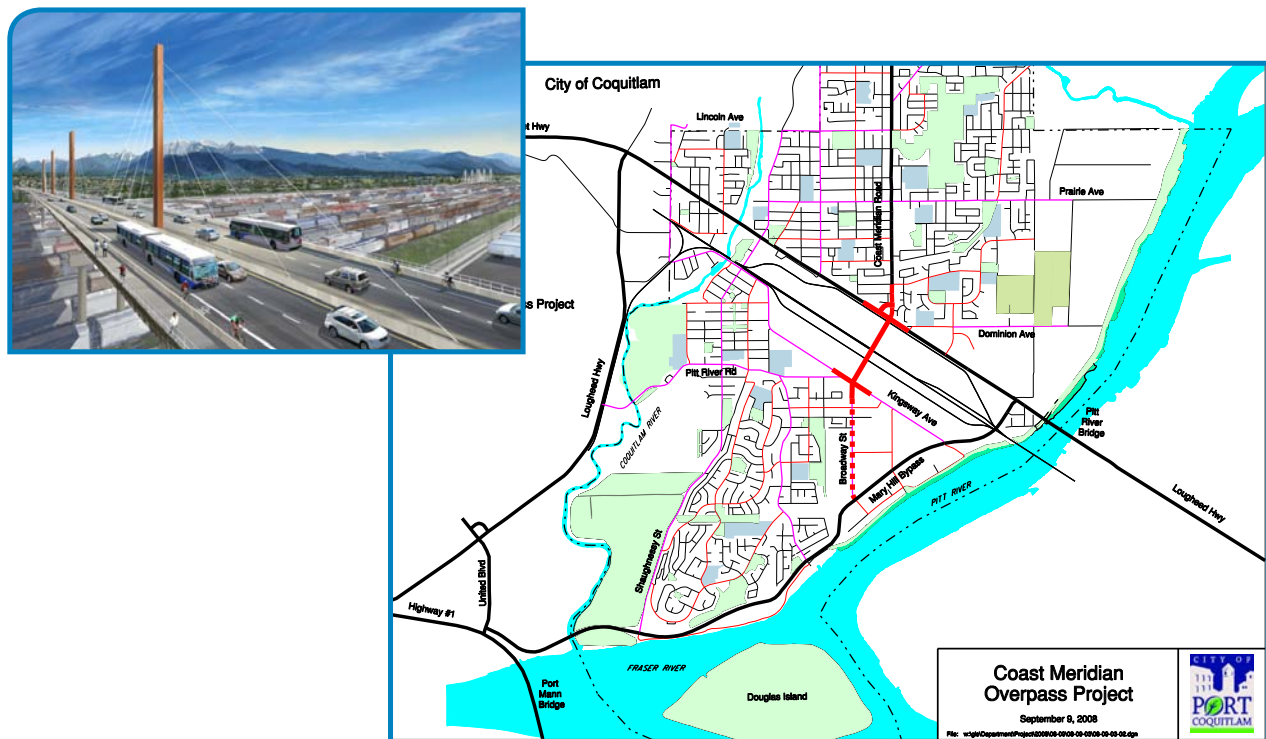 City of Coquitlam
Lincoln Ave
t Hwy
Prairie Ave
Coast Meridian Road
s Project
Dominion Ave
Lougheed Hwy
Pitt River Rd
Kingsway Ave
COQUITLAM RIVER
Pitt
River
Bridge
Broadway St
Mary Hill Bypass
PITT RIVER
Lougheed Hwy
Shaughnessy St
United Blvd
Highway #1
FRASER RIVER
Port
Mann
Bridge
Douglas Island
Coast Meridian
Overpass Project
September 9, 2008
File:
CITY OF
PORT
COQUITLAM